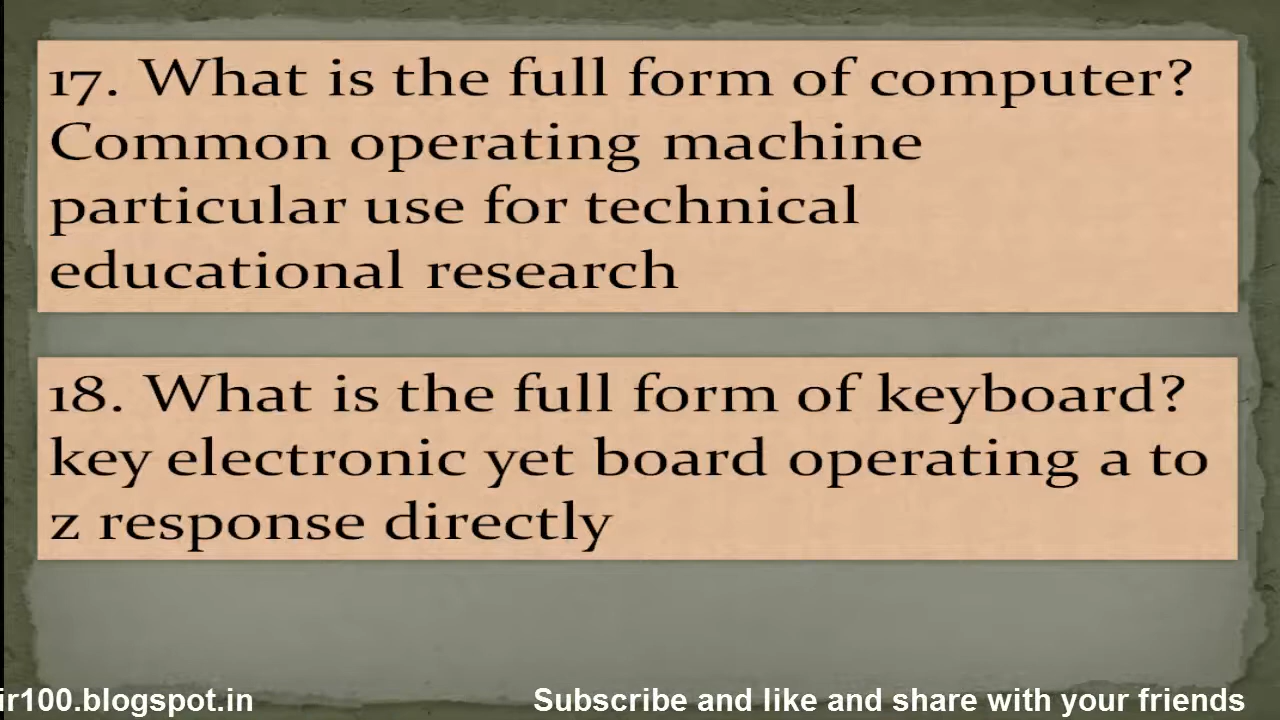 17. What is the full form of computer?
Common operating machine
particular use for technical
educational research
18. What is the full form of keyboard?
key electronic yet board operating a to
z response directly
ir100.blogspot.in
Subscribe and like and share with your friends